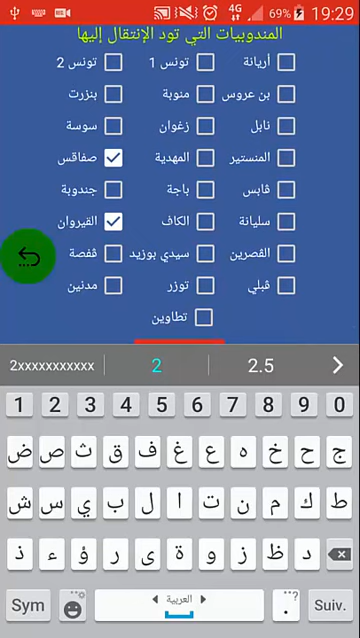 4G 69% 19:29
المندوبيات التي تود الإنتقال إليها
أريانة تونس 1 تونس 2
بن عروس منوبة بنزرت
نابل زغوان سوسة
المنستير المهدية صفاقس
قابس باجة جندوبة
سليانة الكاف القيروان
القصرين سيدي بوزيد قفصة
قبلي توزر مدنين
تطاوين
2xxxxxxxxxxx 2 2.5
1 2 3 4 5 6 7 8 9 0
ج ح خ ه ع غ ف ق ث ص ض
ط ك م ن ت ا ل ب ي س ش
د ظ ز و ة ى ر ؤ ء ذ
Sym العربية . ...? Suiv.